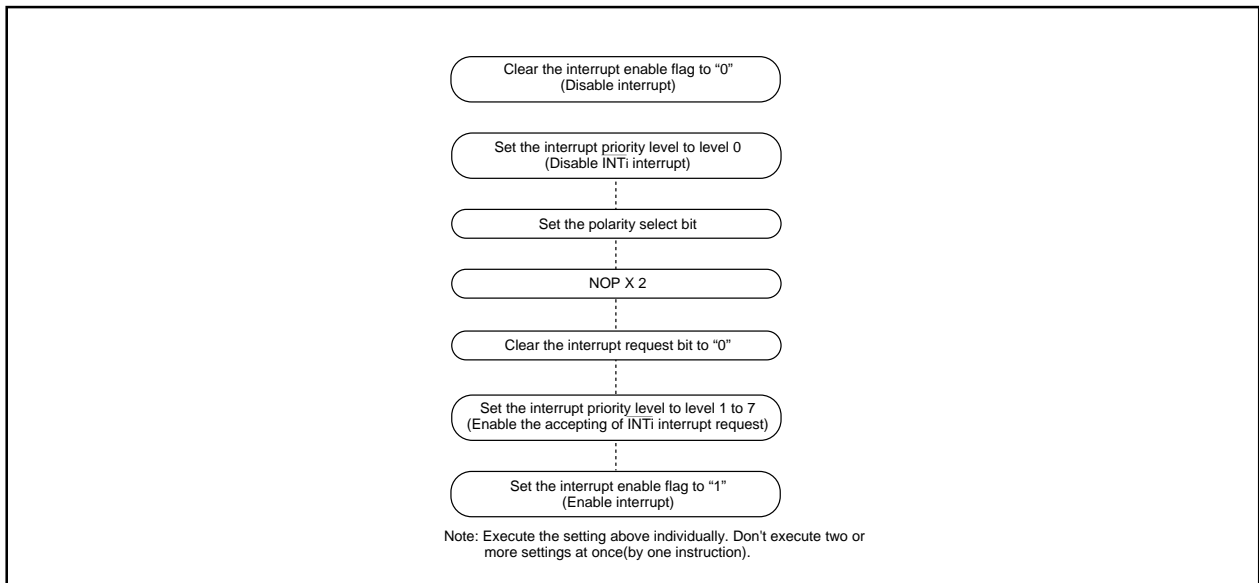 Clear the interrupt enable flag to “0”
(Disable interrupt)
Set the interrupt priority level to level 0
(Disable INTi interrupt)
Set the polarity select bit
NOP X 2
Clear the interrupt request bit to “0”
Set the interrupt priority level to level 1 to 7
(Enable the accepting of INTi interrupt request)
Set the interrupt enable flag to “1”
(Enable interrupt)
Note: Execute the setting above individually. Don't execute two or
more settings at once(by one instruction).